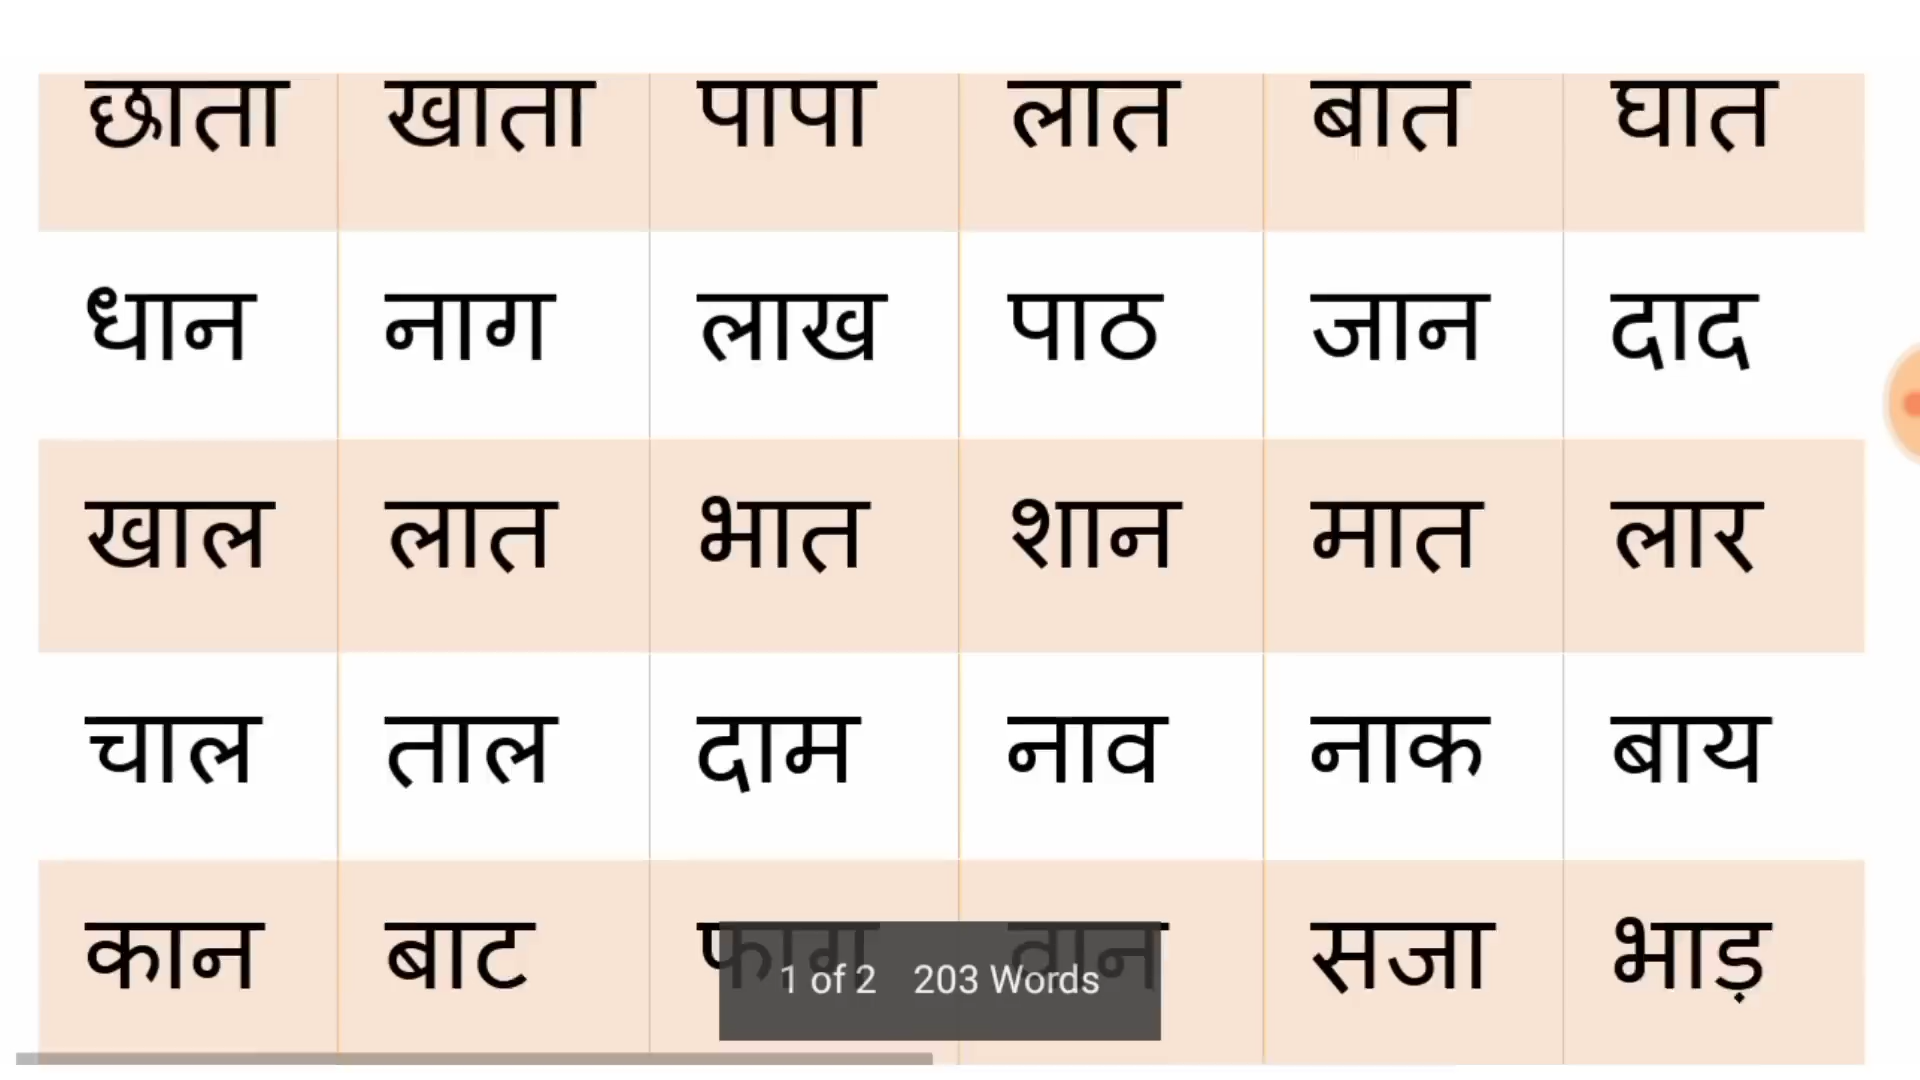 छाता खाता पापा लात बात घात
धान नाग लाख पाठ जान दाद
खाल लात भात शान मात लार
चाल ताल दाम नाव नाक बाय
कान बाट फाग वान सजा भाड़
1 of 2 203 Words